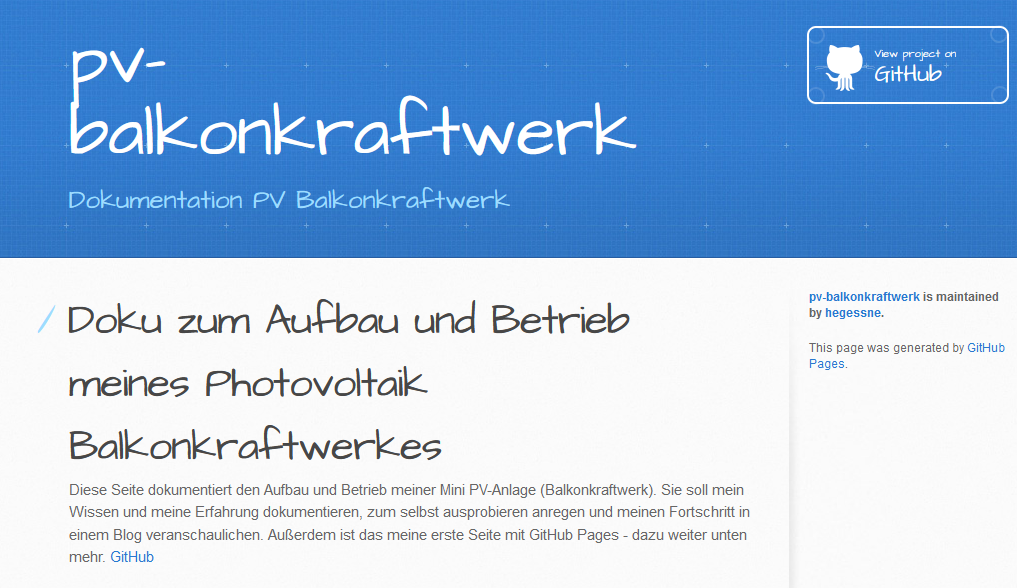 pv-
balkonkraftwerk
Dokumentation PV Balkonkraftwerk
View project on
GitHub
Doku zum Aufbau und Betrieb
meines Photovoltaik
Balkonkraftwerkes
Diese Seite dokumentiert den Aufbau und Betrieb meiner Mini PV-Anlage (Balkonkraftwerk). Sie soll mein
Wissen und meine Erfahrung dokumentieren, zum selbst ausprobieren anregen und meinen Fortschritt in
einem Blog veranschaulichen. Außerdem ist das meine erste Seite mit GitHub Pages - dazu weiter unten
mehr. GitHub
pv-balkonkraftwerk is maintained
by hegessne.
This page was generated by GitHub
Pages.